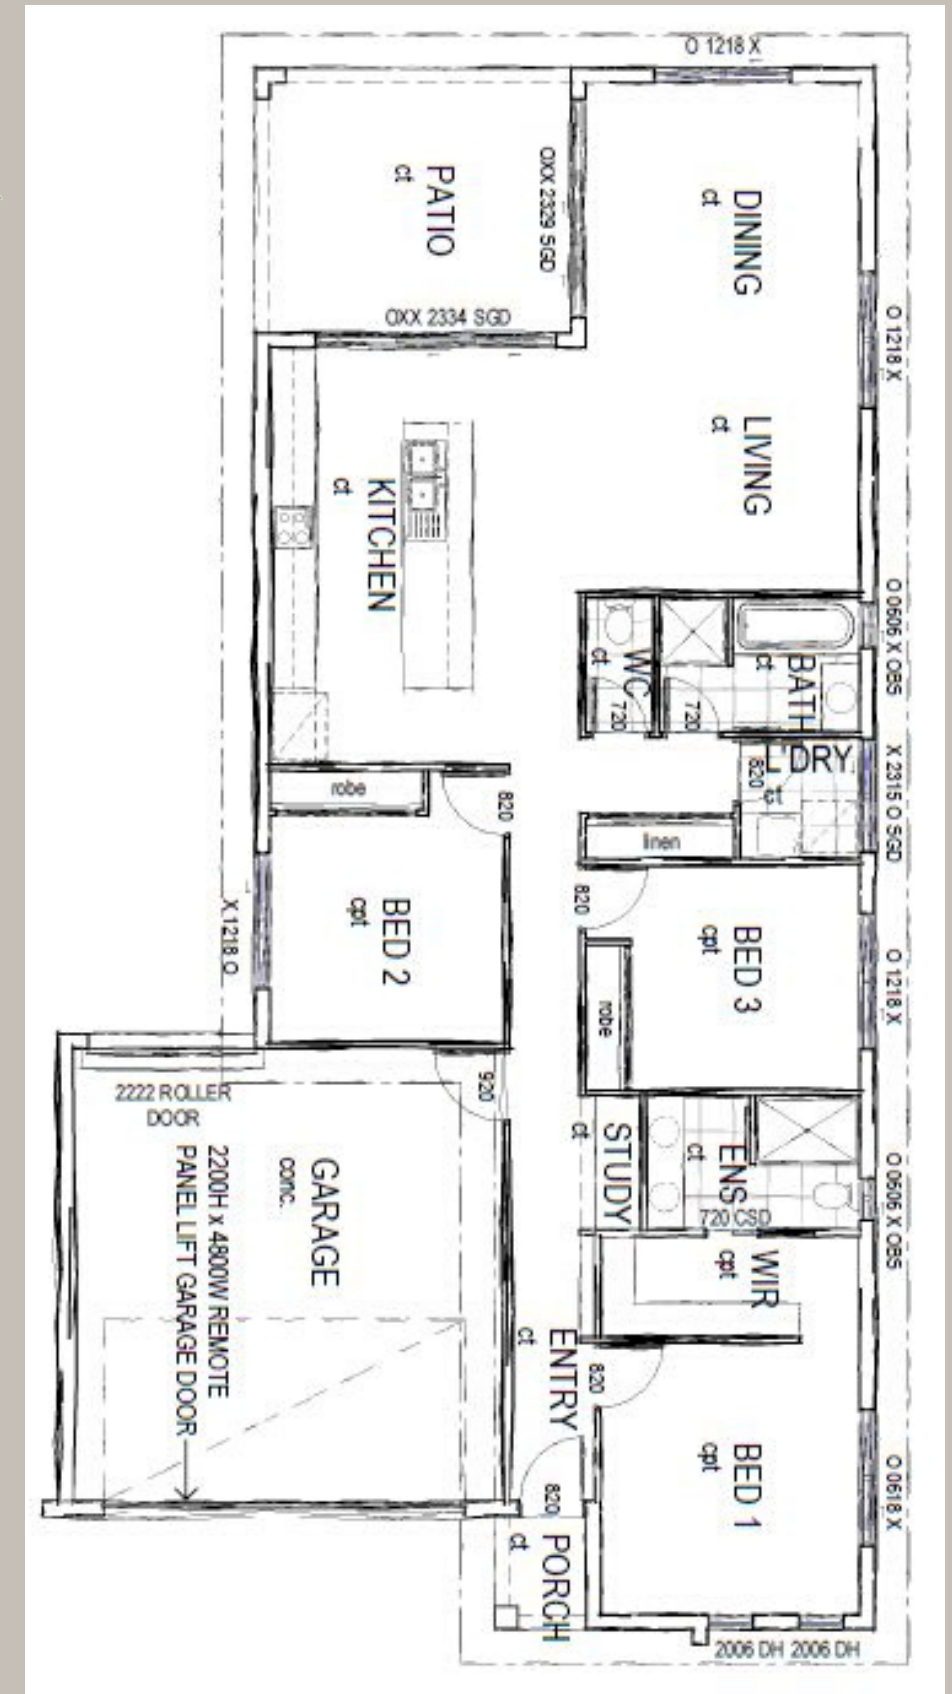 O 1218 X
PATIO
ct
OXX 2329 SGD
DINING
ct
OXX 2334 SGD
O 1218 X
LIVING
ct
KITCHEN
ct
O 0606 X OBS
WC
ct
720
BATH
ct
720
L'DRY
ct
820
X 2315 O SGD
robe
820
linen
BED 2
cpt
X 1218 O
820
BED 3
cpt
robe
O 1218 X
2222 ROLLER
DOOR
920
GARAGE
conc.
2200H x 4800W REMOTE
PANEL LIFT GARAGE DOOR
STUDY
ct
ENS
ct
720 CSD
O 0606 X OBS
WIR
cpt
ENTRY
ct
820
BED 1
cpt
O 0618 X
820
PORCH
ct
2006 DH 2006 DH